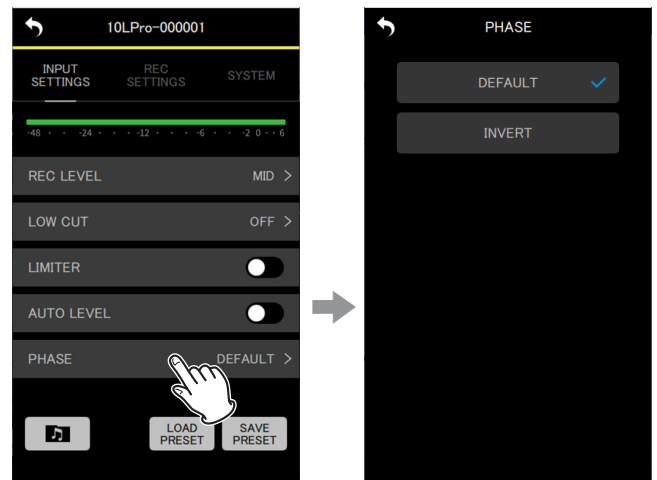 10LPro-000001
INPUT
SETTINGS
REC
SETTINGS
SYSTEM
-48 · · -24 · · · -12 · · · -6 · · -2 0 · · 6
REC LEVEL MID >
LOW CUT OFF >
LIMITER
AUTO LEVEL
PHASE DEFAULT >
LOAD
PRESET
SAVE
PRESET
PHASE
DEFAULT
INVERT